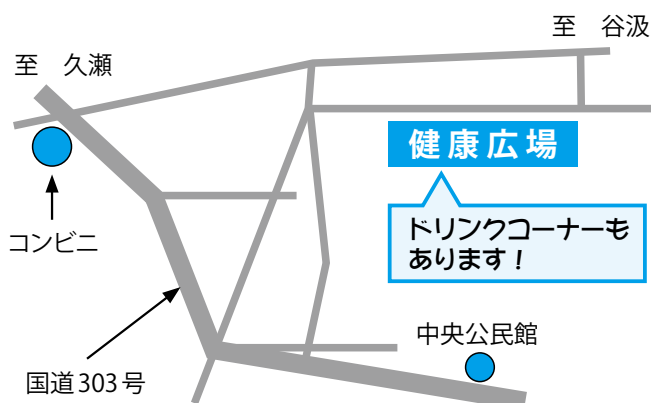 至 谷汲
至 久瀬
健康広場
ドリンクコーナーも
あります！
コンビニ
中央公民館
国道303号